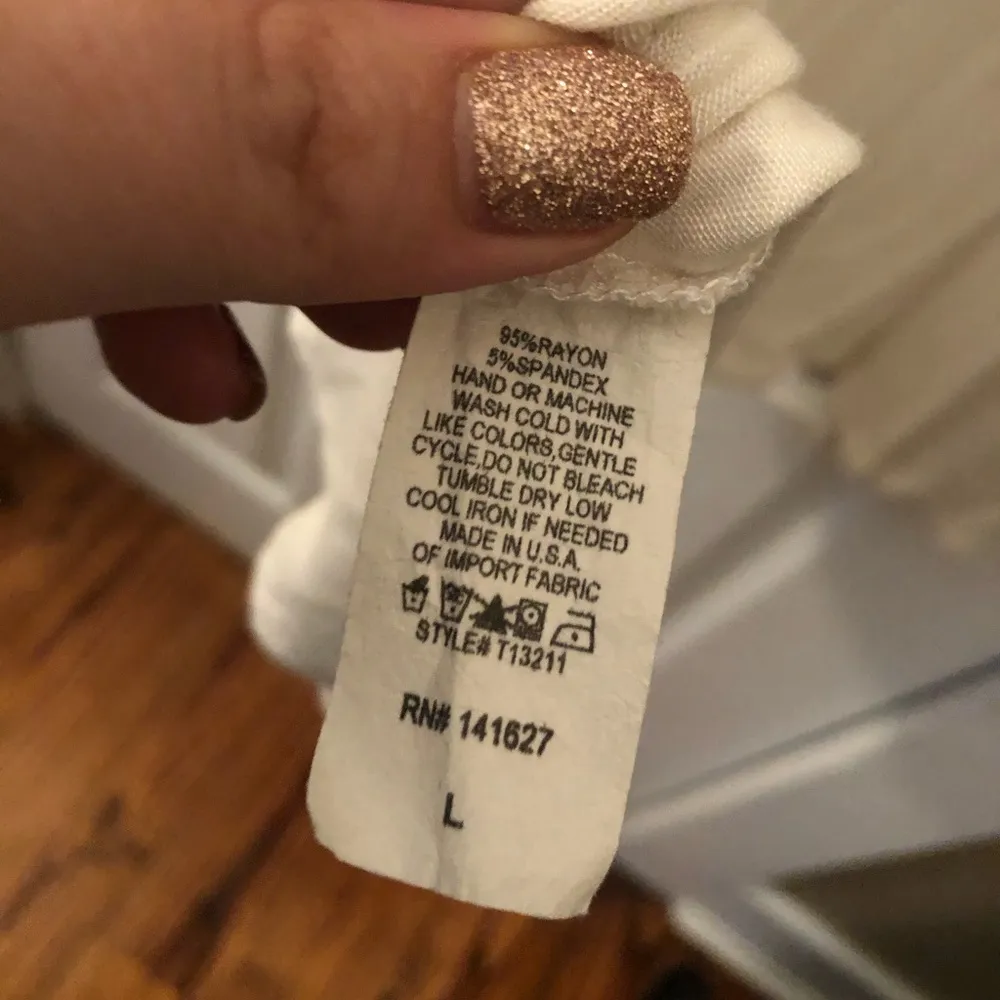 95%RAYON
5%SPANDEX
HAND OR MACHINE
WASH COLD WITH
LIKE COLORS,GENTLE
CYCLE,DO NOT BLEACH
TUMBLE DRY LOW
COOL IRON IF NEEDED
MADE IN U.S.A.
OF IMPORT FABRIC
STYLE# T13211
RN# 141627
L